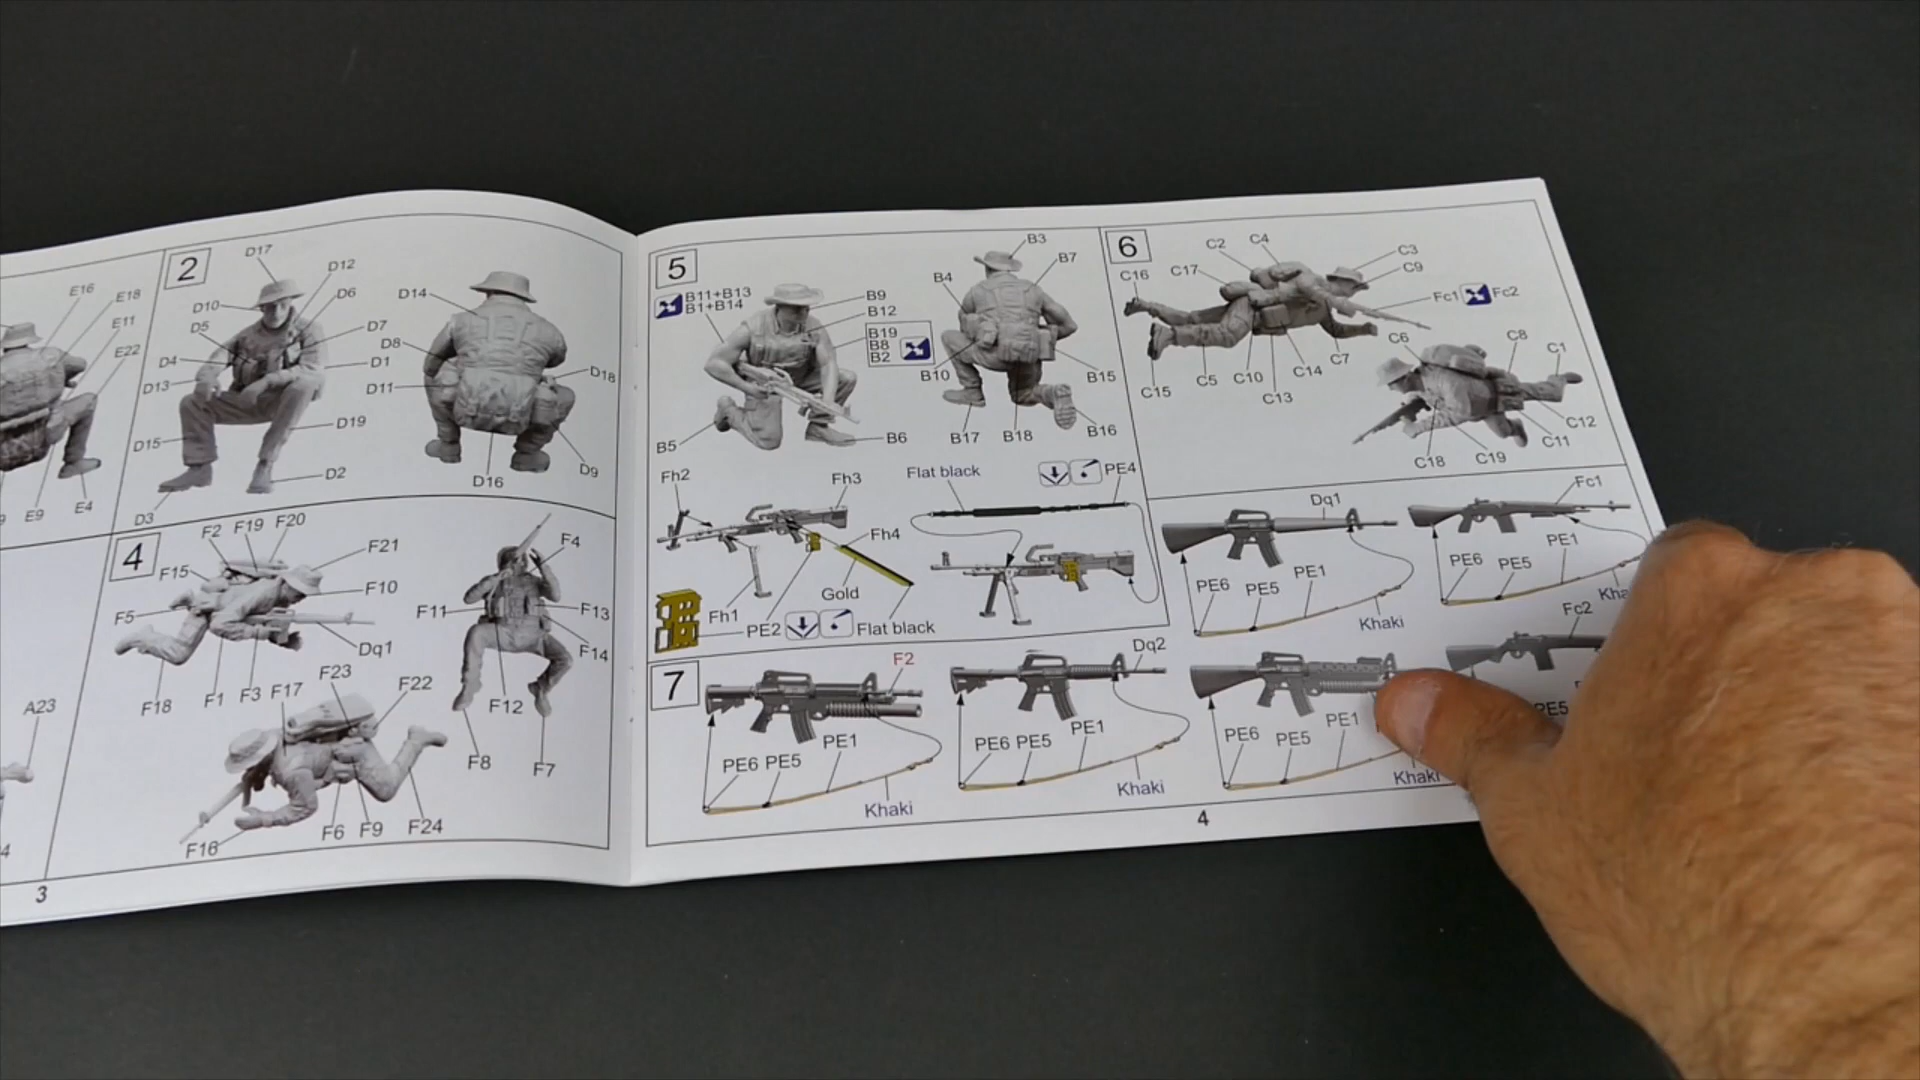 E16
E18
E11
E22
E9
E4
2
D17
D12
D10
D6
D5
D7
D4
D1
D13
D15
D19
D2
D3
D14
D8
D11
D18
D16
D9
A23
4
F2 F19 F20
F21
F15
F10
F5
Dq1
F18
F1 F3 F17
F23
F22
F16
F6 F9 F24
F4
F11
F13
F14
F12
F8
F7
3
5
B11+B13
B1+B14
B9
B12
B19
B8
B2
B5
B6
B3
B7
B4
B10
B15
B17
B18
B16
Fh2
Fh3
Fh4
Gold
Fh1
PE2
Flat black
Flat black
PE4
6
C2
C4
C3
C9
C16
C17
Fc1
Fc2
C15
C5
C10
C13
C14
C7
C6
C8
C1
C12
C11
C18
C19
Dq1
PE6
PE5
PE1
Khaki
Fc1
PE6
PE5
PE1
7
F2
PE6 PE5
PE1
Khaki
Dq2
PE6 PE5
PE1
Khaki
PE6
PE5
PE1
Khaki
Fc2
PE5
4